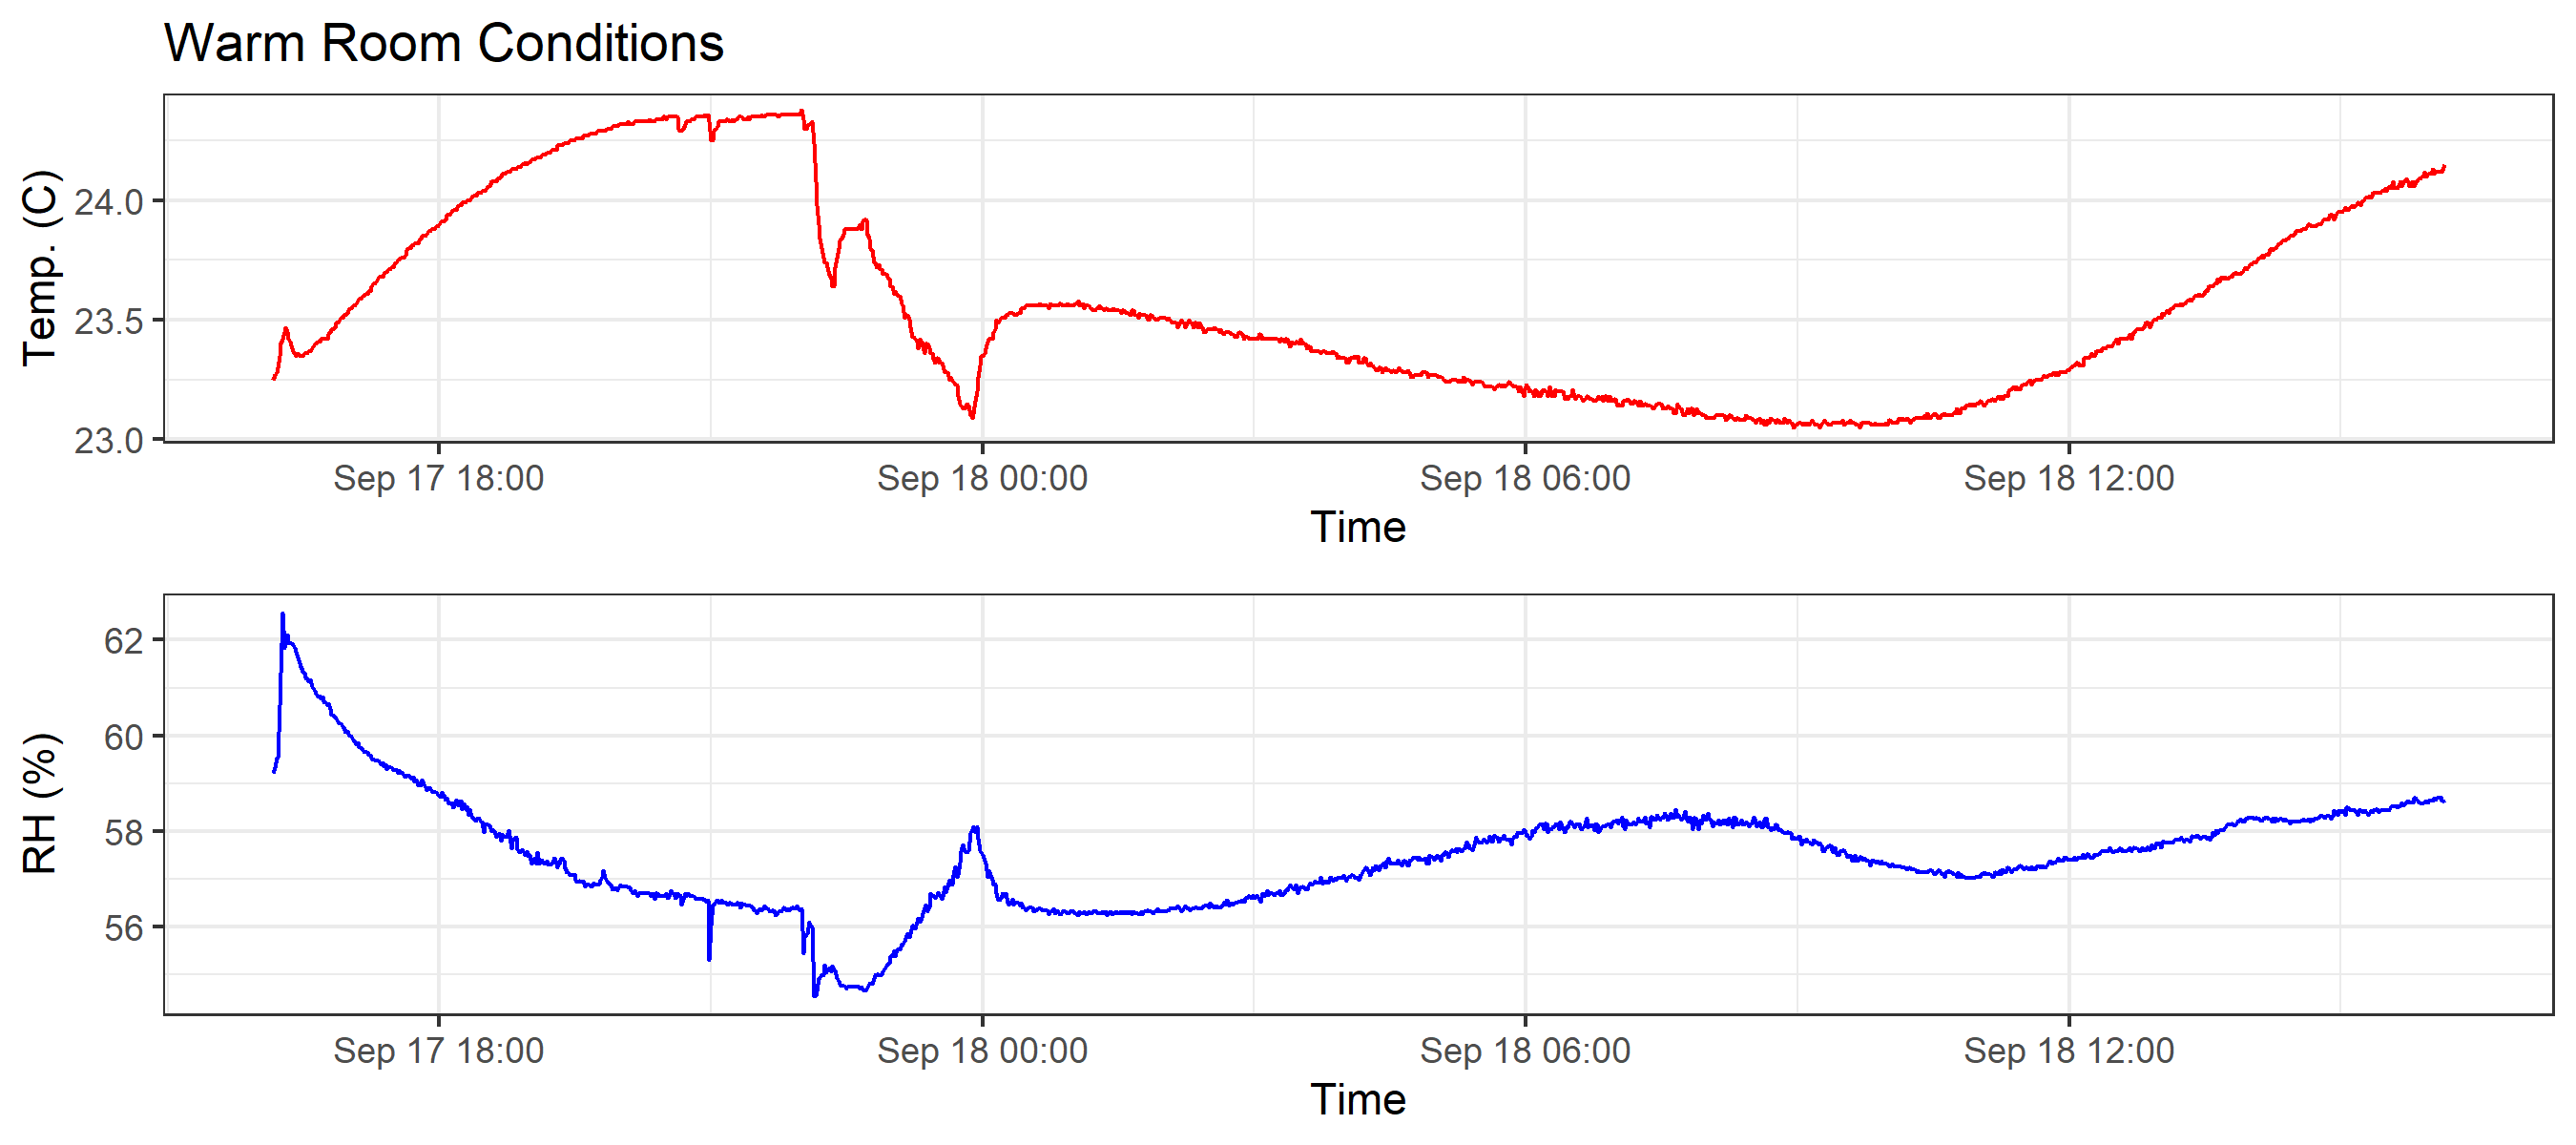 Warm Room Conditions
Temp. (C)
24.0
23.5
23.0
Sep 17 18:00 Sep 18 00:00 Sep 18 06:00 Sep 18 12:00
Time
RH (%)
62
60
58
56
Sep 17 18:00 Sep 18 00:00 Sep 18 06:00 Sep 18 12:00
Time